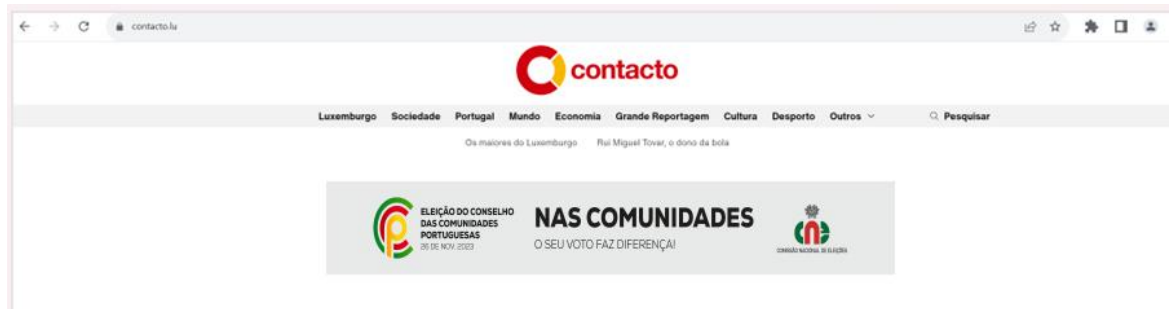 contacto.lu
contacto
Luxemburgo Sociedade Portugal Mundo Economia Grande Reportagem Cultura Desporto Outros Pesquisar
Os maiores do Luxemburgo Rui Miguel Tovar, o dono da bola
ELEIÇÃO DO CONSELHO
DAS COMUNIDADES
PORTUGUESAS
26 DE NOV. 2023
NAS COMUNIDADES
O SEU VOTO FAZ DIFERENÇA!
cne
COMISSÃO NACIONAL DE ELEIÇÕES